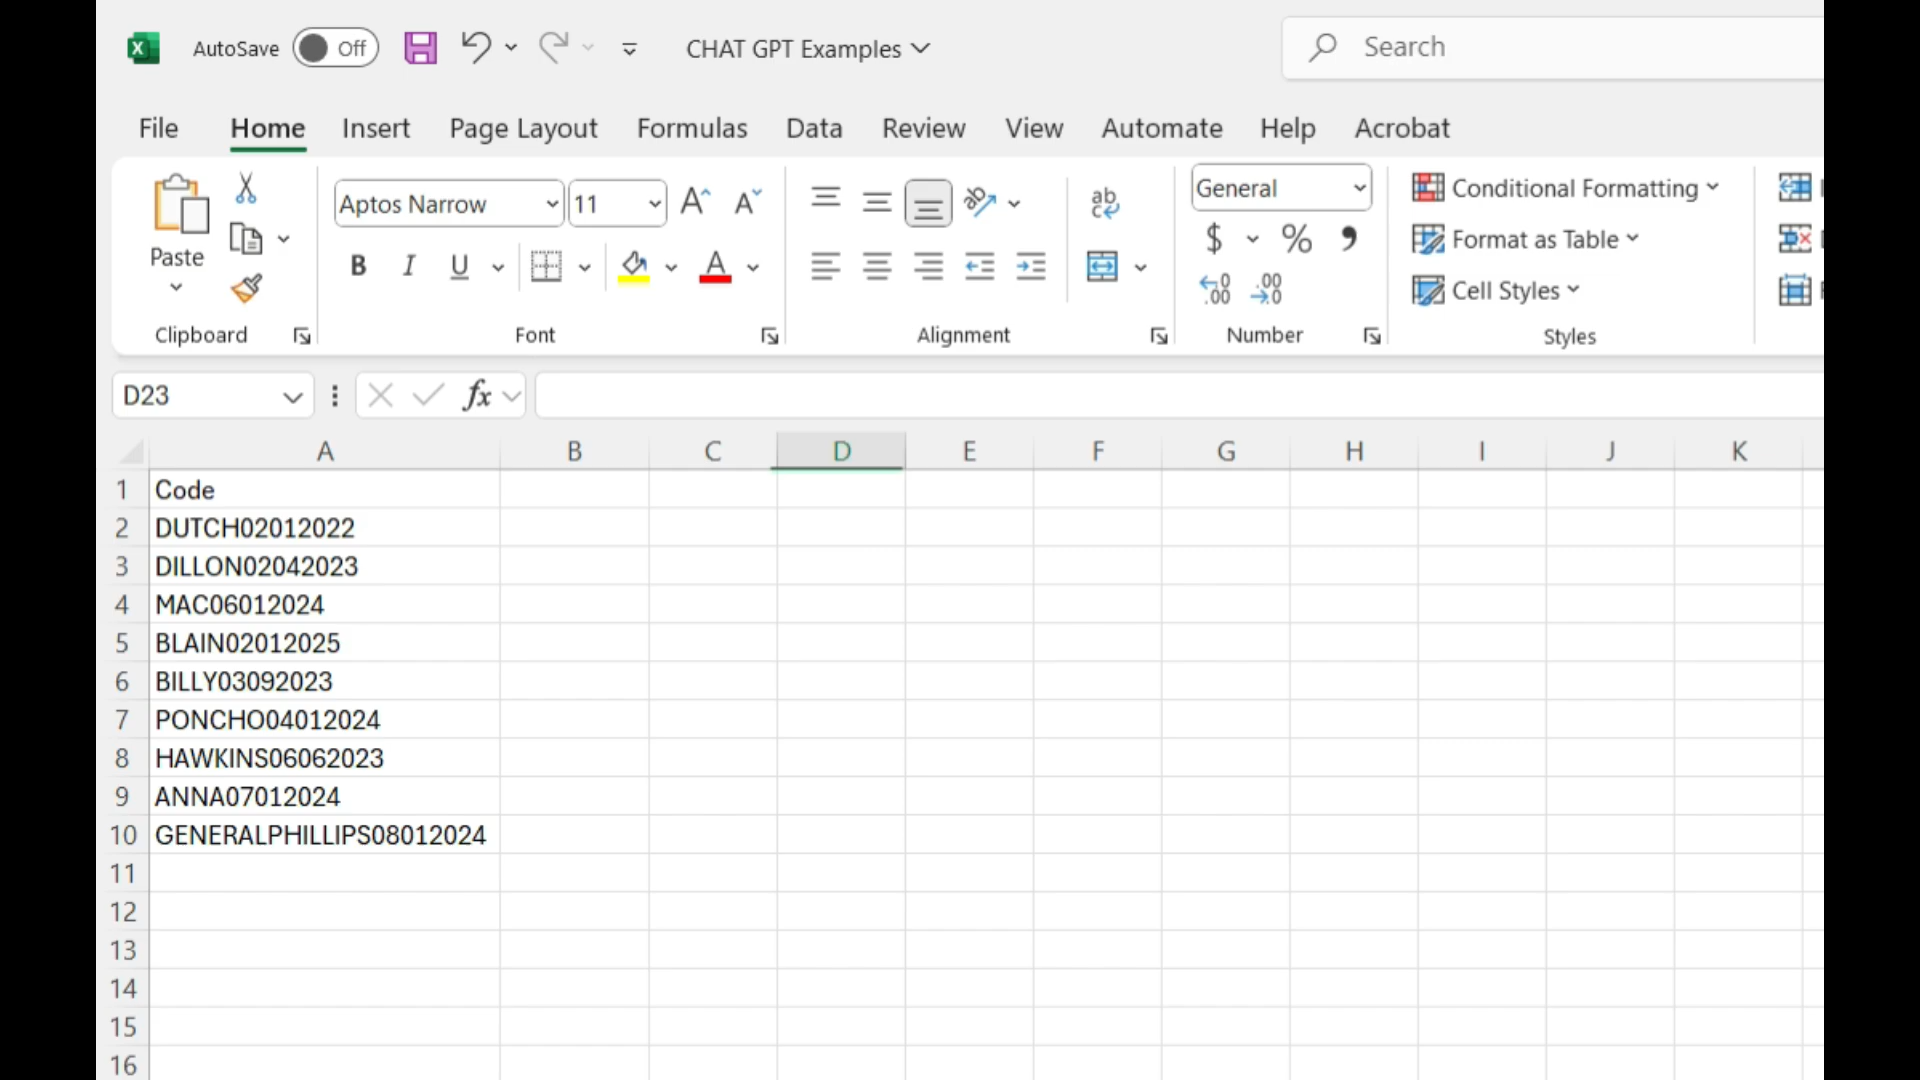 AutoSave Off CHAT GPT Examples Search
File Home Insert Page Layout Formulas Data Review View Automate Help Acrobat
Paste
Clipboard
Aptos Narrow 11
B I U A
Font
ab
Alignment
General
$ % 9
Number
Conditional Formatting
Format as Table
Cell Styles
Styles
D23 fx
A B C D E F G H I J K
1 Code
2 DUTCH02012022
3 DILLON02042023
4 MAC06012024
5 BLAIN02012025
6 BILLY03092023
7 PONCHO04012024
8 HAWKINS06062023
9 ANNA07012024
10 GENERALPHILLIPS08012024
11
12
13
14
15
16